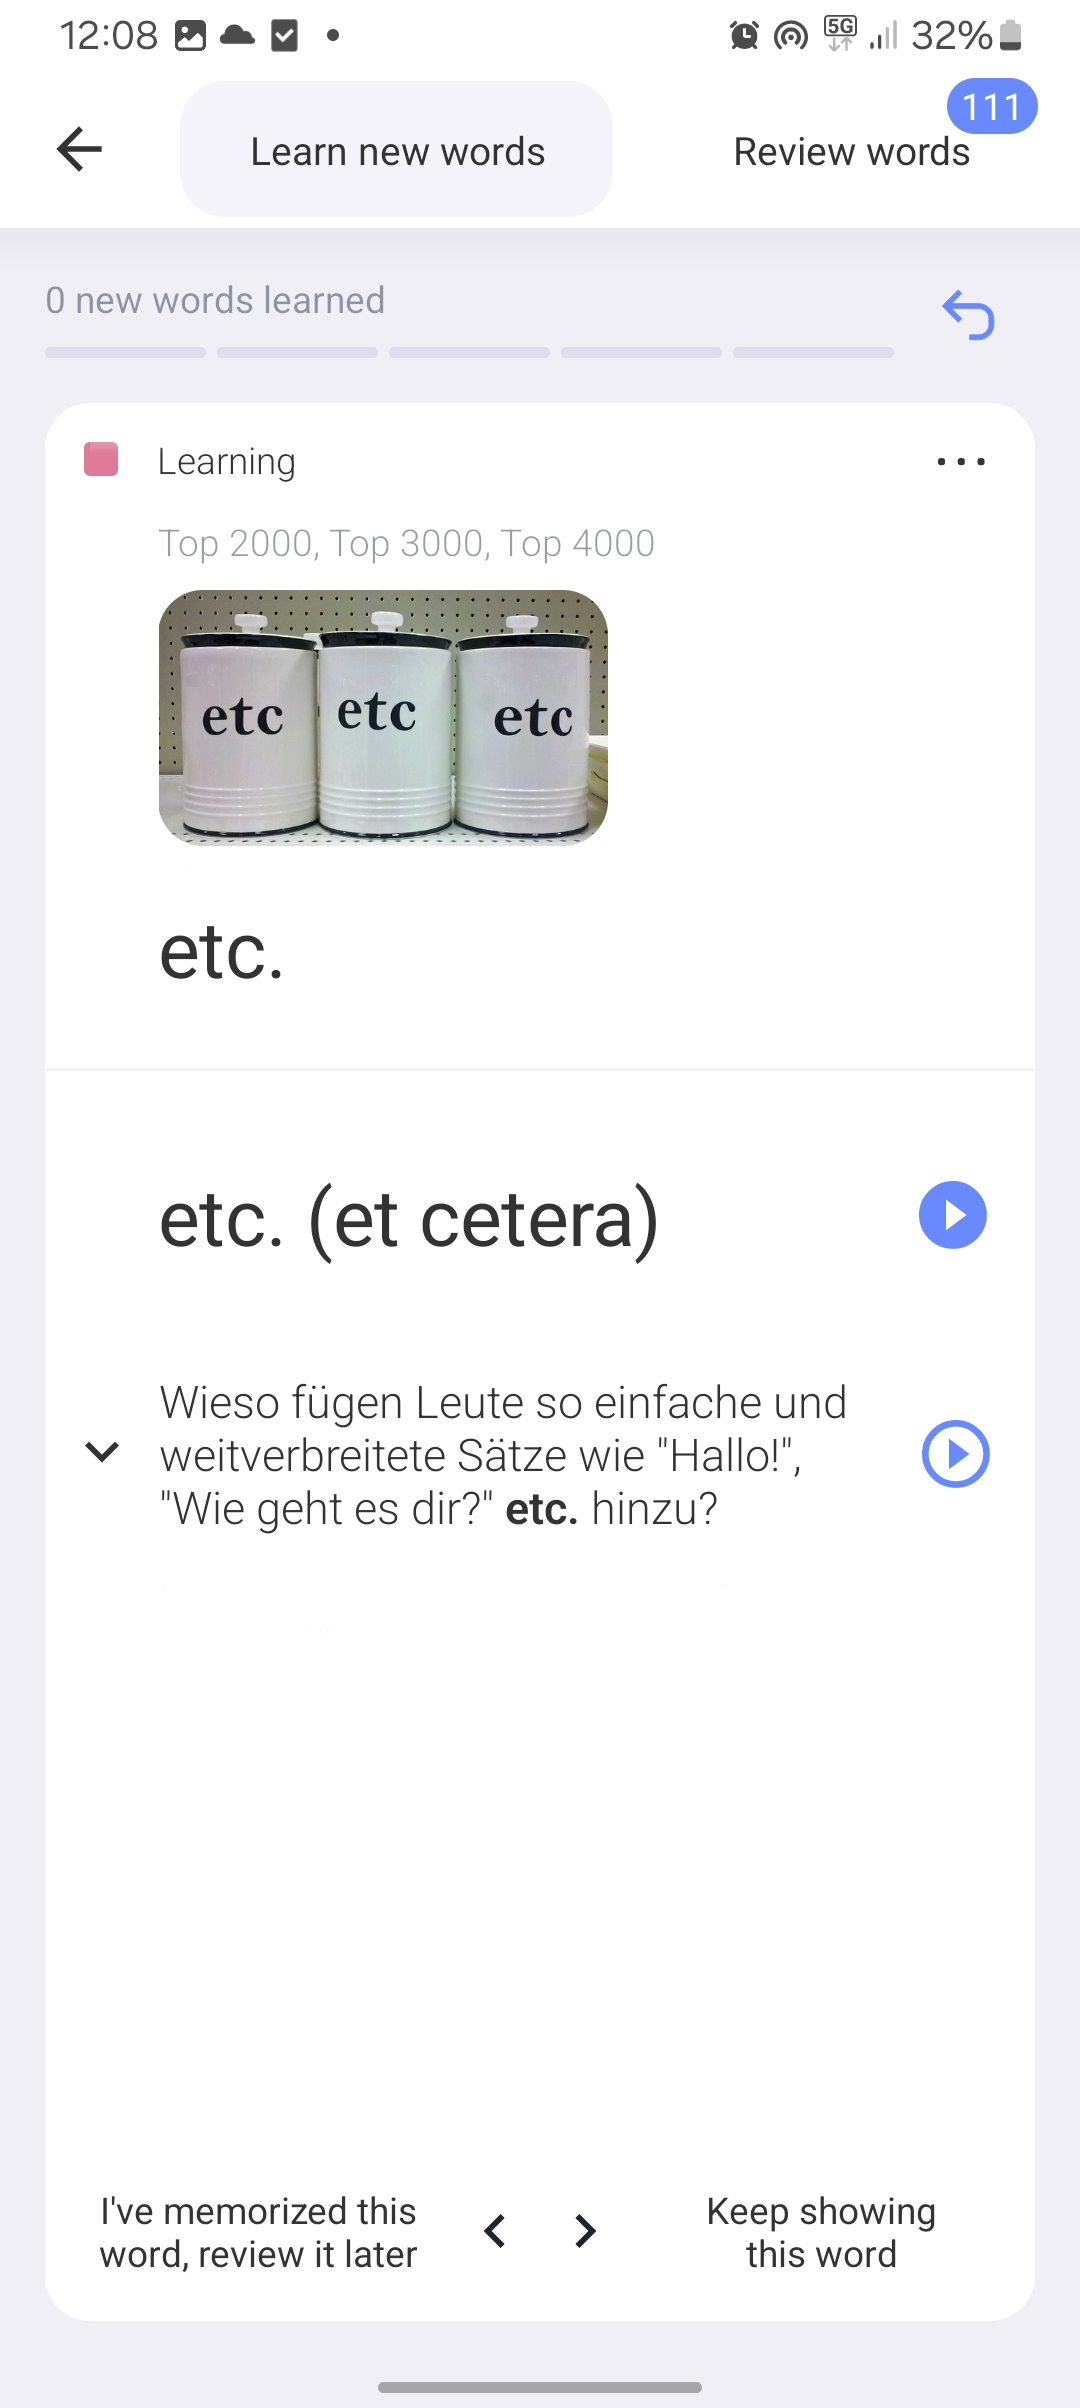 12:08
5G
32%
Learn new words
Review words
111
0 new words learned
Learning
Top 2000, Top 3000, Top 4000
etc etc etc
etc.
etc. (et cetera)
Wieso fügen Leute so einfache und
weitverbreitete Sätze wie "Hallo!",
"Wie geht es dir?" etc. hinzu?
I've memorized this
word, review it later
Keep showing
this word